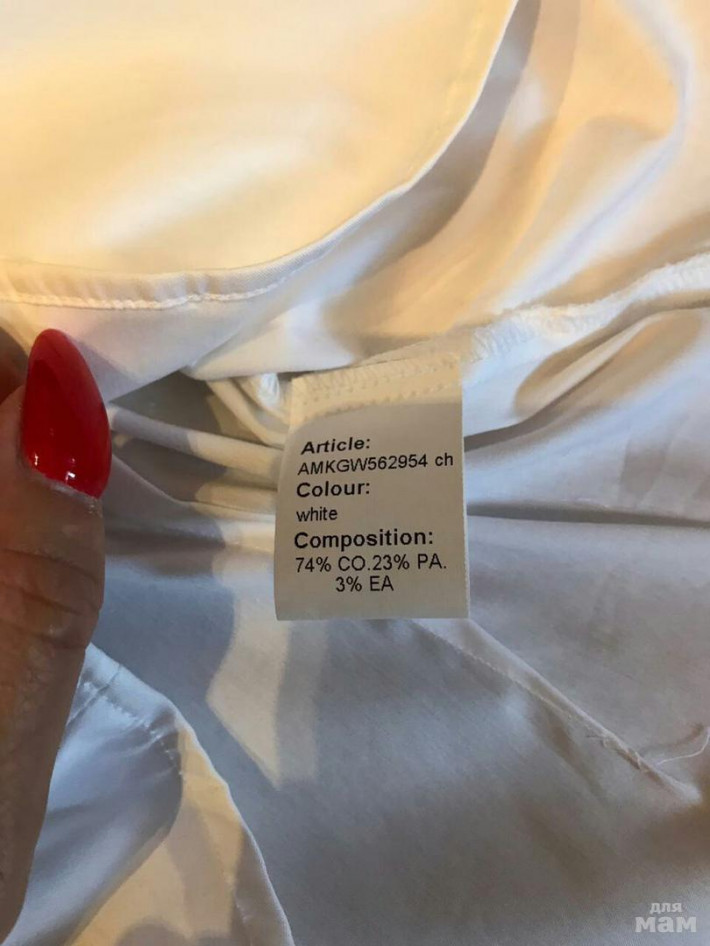 Article:
AMKGW562954 ch
Colour:
white
Composition:
74% CO.23% PA.
3% EA
для
мам